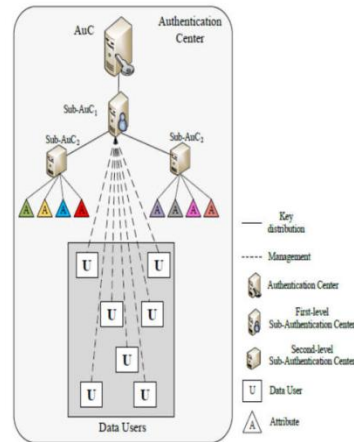 AuC
Authentication
Center
Sub-AuC1
Sub-AuC2
Sub-AuC3
A A A A A A A A
U U
U U
U
U U
Data Users
Key
distribution
Management
Authentication Center
First-level
Sub-Authentication Center
Second-level
Sub-Authentication Center
U Data User
A Attribute